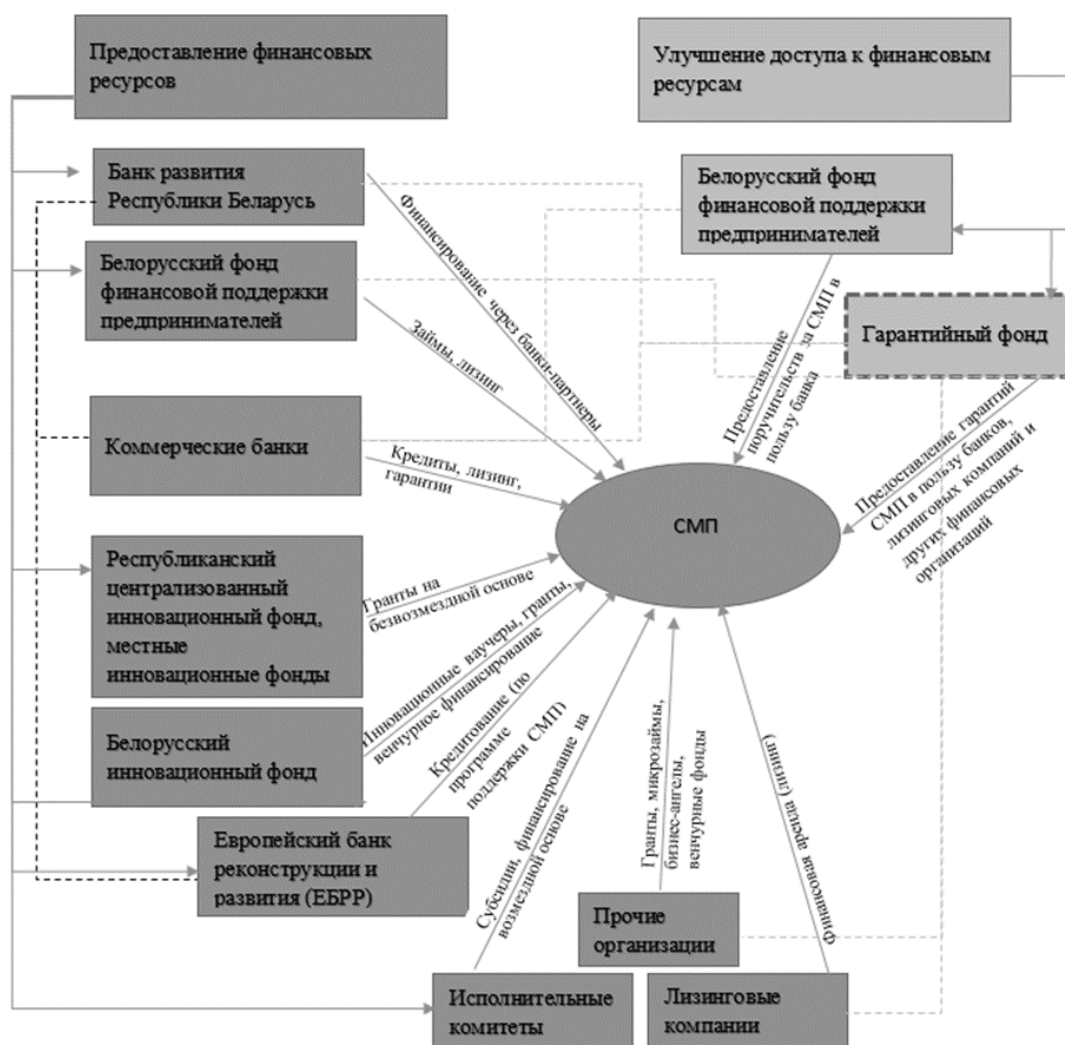 Предоставление финансовых
ресурсов
Улучшение доступа к финансовым
ресурсам
Банк развития
Республики Беларусь
Финансирование через банки-партнеры
Белорусский фонд
финансовой поддержки
предпринимателей
Белорусский фонд
финансовой поддержки
предпринимателей
Займы, лизинг
Предоставление
поручительств за СМП в
пользу банка
Гарантийный фонд
Предоставление гарантий
СМП в пользу банков,
лизинговых компаний и
других финансовых
организаций
Коммерческие банки
Кредиты, лизинг,
гарантии
СМП
Республиканский
централизованный
инновационный фонд,
местные
инновационные фонды
Гранты на
безвозмездной основе
Белорусский
инновационный фонд
Инновационные ваучеры, гранты,
венчурное финансирование
Европейский банк
реконструкции и
развития (ЕБРР)
Кредитование (по
программе
поддержки СМП)
Субсидии, финансирование на
возмездной основе
Гранты, микрозаймы,
бизнес-ангелы,
венчурные фонды
Финансовая аренда (лизинг)
Прочие
организации
Исполнительные
комитеты
Лизинговые
компании